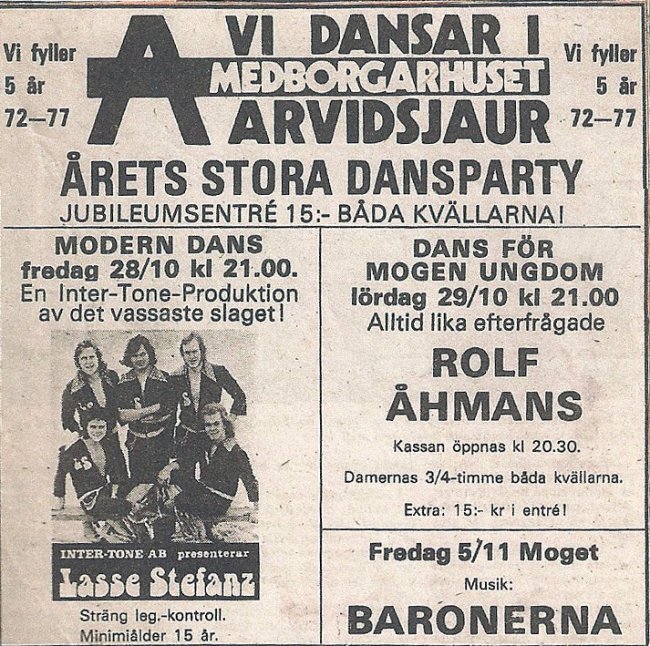 Vi fyller
5 år
72—77
A
VI DANSAR I
MEDBORGARHUSET
ARVIDSJAUR
Vi fyller
5 år
72—77
ÅRETS STORA DANSPARTY
JUBILEUMSENTRÉ 15:- BÅDA KVÄLLARNA!
MODERN DANS
fredag 28/10 kl 21.00.
En Inter-Tone-Produktion
av det vassaste slaget!
INTER-TONE AB presenterar
Lasse Stefanz
Sträng leg.-kontroll.
Minimiålder 15 år.
DANS FÖR
MOGEN UNGDOM
lördag 29/10 kl 21.00
Alltid lika efterfrågade
ROLF
ÅHMANS
Kassan öppnas kl 20.30.
Damernas 3/4-timme båda kvällarna.
Extra: 15:- kr i entré!
Fredag 5/11 Moget
Musik:
BARONERNA